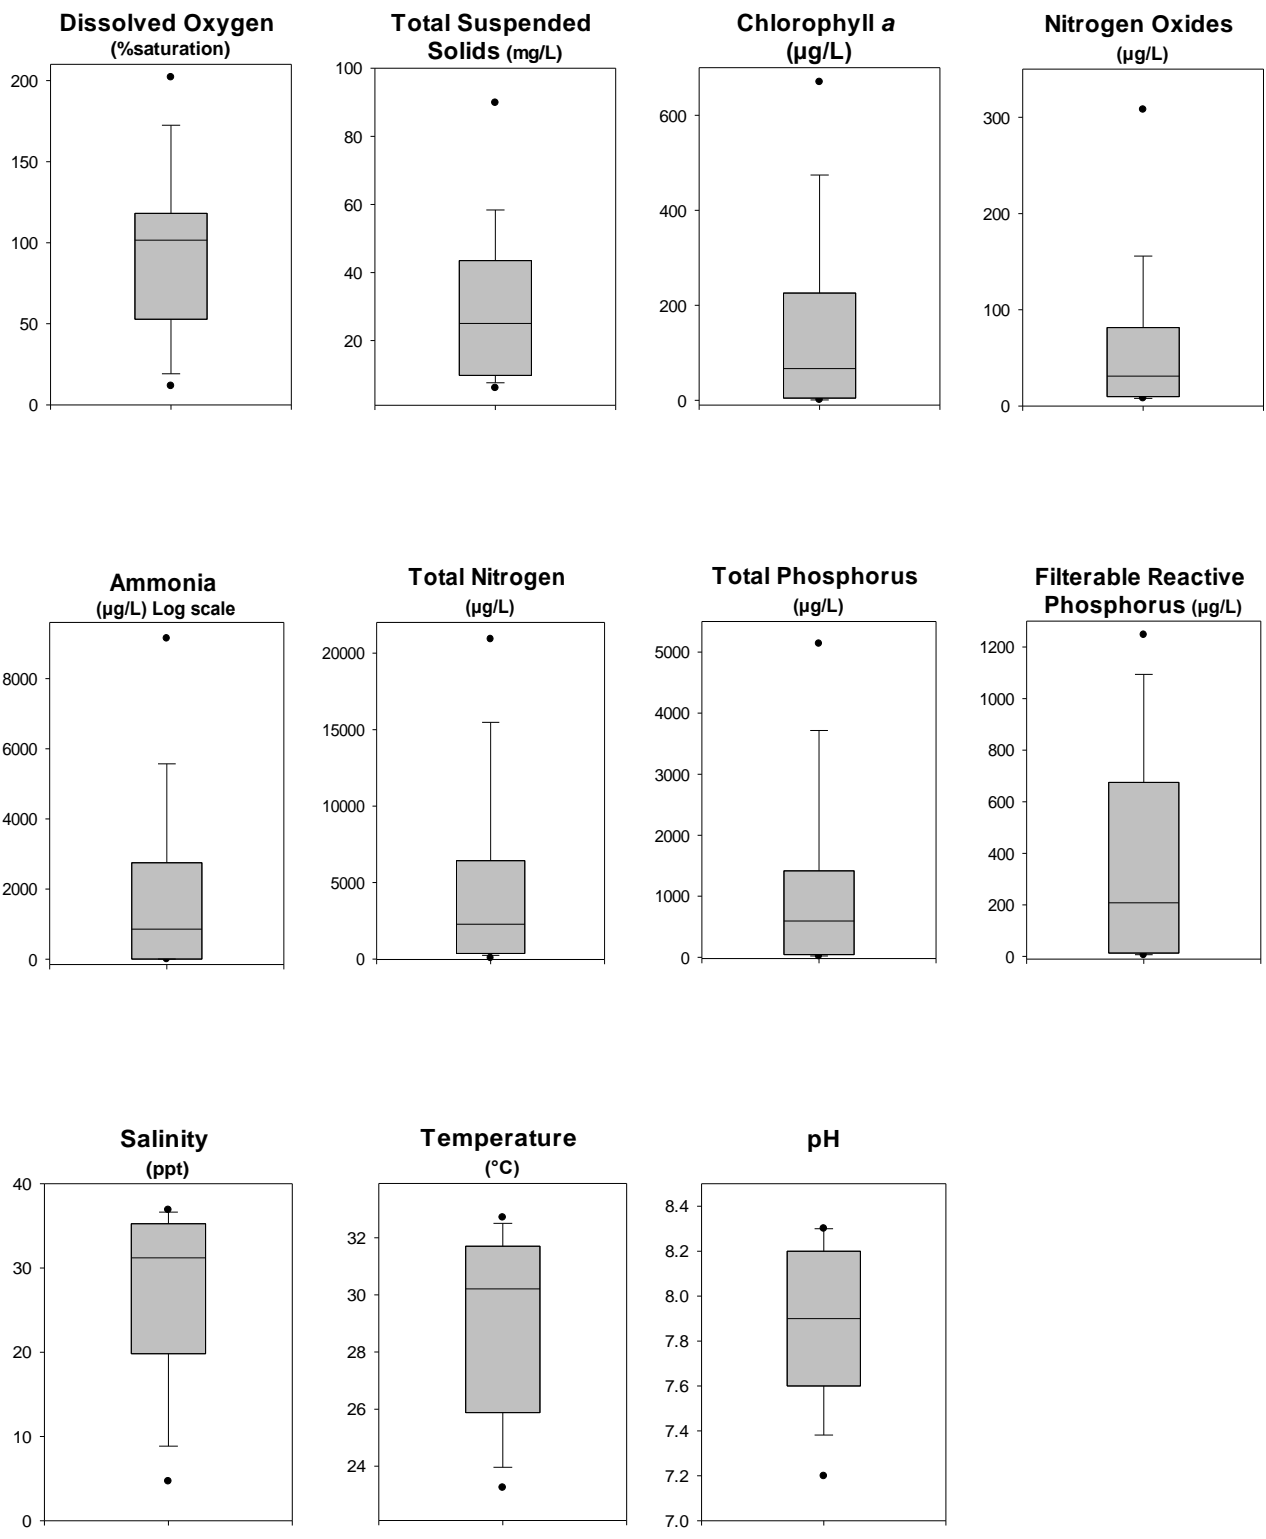 Dissolved Oxygen
(%saturation)
200
150
100
50
0
Total Suspended
Solids (mg/L)
100
80
60
40
20
Chlorophyll a
(µg/L)
600
400
200
0
Nitrogen Oxides
(µg/L)
300
200
100
0
Ammonia
(µg/L) Log scale
8000
6000
4000
2000
0
Total Nitrogen
(µg/L)
20000
15000
10000
5000
0
Total Phosphorus
(µg/L)
5000
4000
3000
2000
1000
0
Filterable Reactive
Phosphorus (µg/L)
1200
1000
800
600
400
200
0
Salinity
(ppt)
40
30
20
10
0
Temperature
(°C)
32
30
28
26
24
pH
8.4
8.2
8.0
7.8
7.6
7.4
7.2
7.0